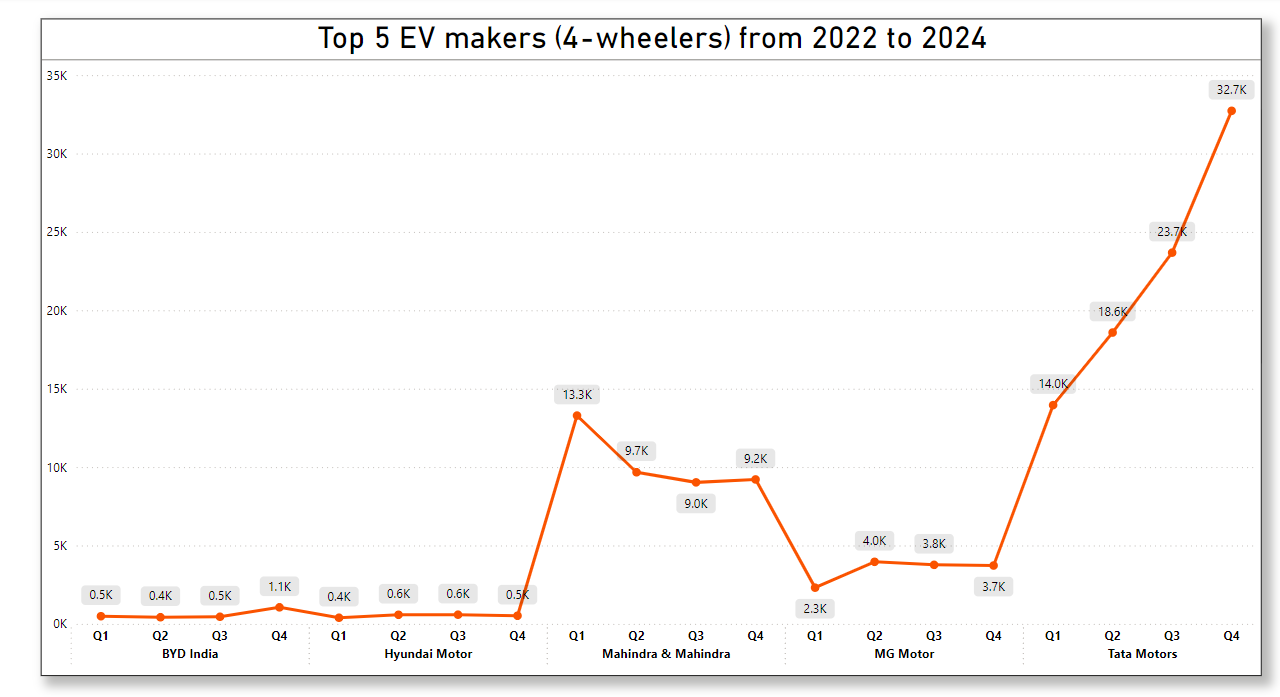 Top 5 EV makers (4-wheelers) from 2022 to 2024
35K
30K
25K
20K
15K
10K
5K
0K
0.5K 0.4K 0.5K 1.1K 0.4K 0.6K 0.6K 0.5K 13.3K 9.7K 9.0K 9.2K 2.3K 4.0K 3.8K 3.7K 14.0K 18.6K 23.7K 32.7K
Q1 Q2 Q3 Q4 Q1 Q2 Q3 Q4 Q1 Q2 Q3 Q4 Q1 Q2 Q3 Q4 Q1 Q2 Q3 Q4
BYD India Hyundai Motor Mahindra & Mahindra MG Motor Tata Motors